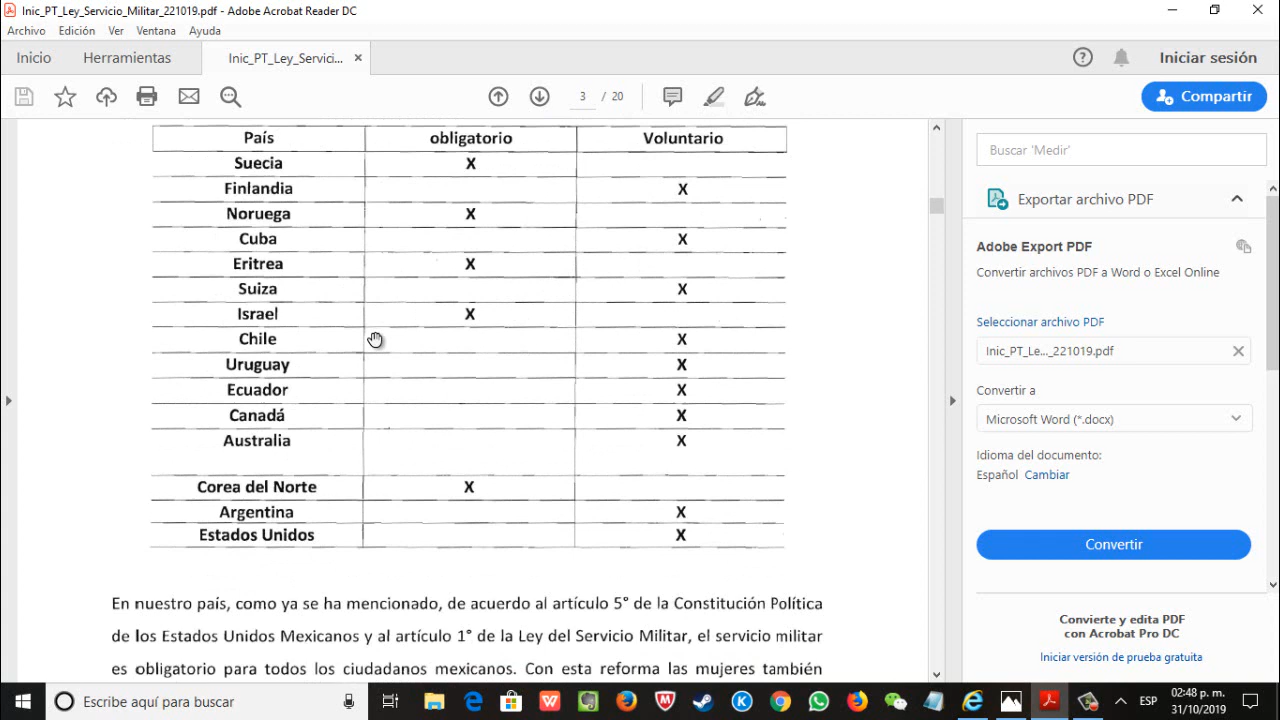 Inic_PT_Ley_Servicio_Militar_221019.pdf - Adobe Acrobat Reader DC
Archivo Edición Ver Ventana Ayuda
Inicio Herramientas Inic_PT_Ley_Servici... × Iniciar sesión
3 / 20 Compartir
País obligatorio Voluntario
Suecia X
Finlandia X
Noruega X
Cuba X
Eritrea X
Suiza X
Israel X
Chile X
Uruguay X
Ecuador X
Canadá X
Australia X
Corea del Norte X
Argentina X
Estados Unidos X
En nuestro país, como ya se ha mencionado, de acuerdo al artículo 5° de la Constitución Política
de los Estados Unidos Mexicanos y al artículo 1° de la Ley del Servicio Militar, el servicio militar
es obligatorio para todos los ciudadanos mexicanos. Con esta reforma las mujeres también
Buscar 'Medir'
Exportar archivo PDF
Adobe Export PDF
Convertir archivos PDF a Word o Excel Online
Seleccionar archivo PDF
Inic_PT_Le..._221019.pdf
Convertir a
Microsoft Word (*.docx)
Idioma del documento:
Español Cambiar
Convertir
Convierte y edita PDF
con Acrobat Pro DC
Iniciar versión de prueba gratuita
Escribe aquí para buscar
ESP
02:48 p. m.
31/10/2019